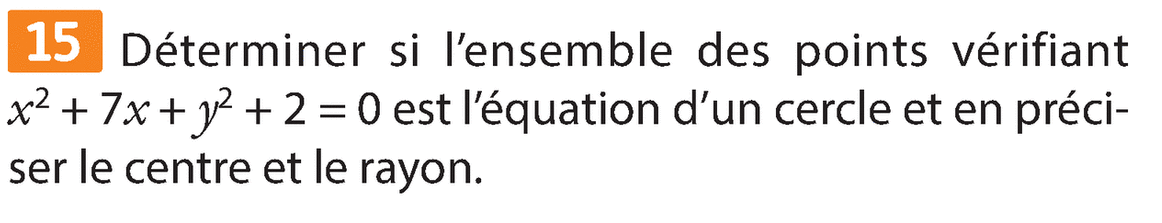 15 Déterminer si l'ensemble des points vérifiant
x² + 7x + y² + 2 = 0 est l'équation d'un cercle et en préci-
ser le centre et le rayon.